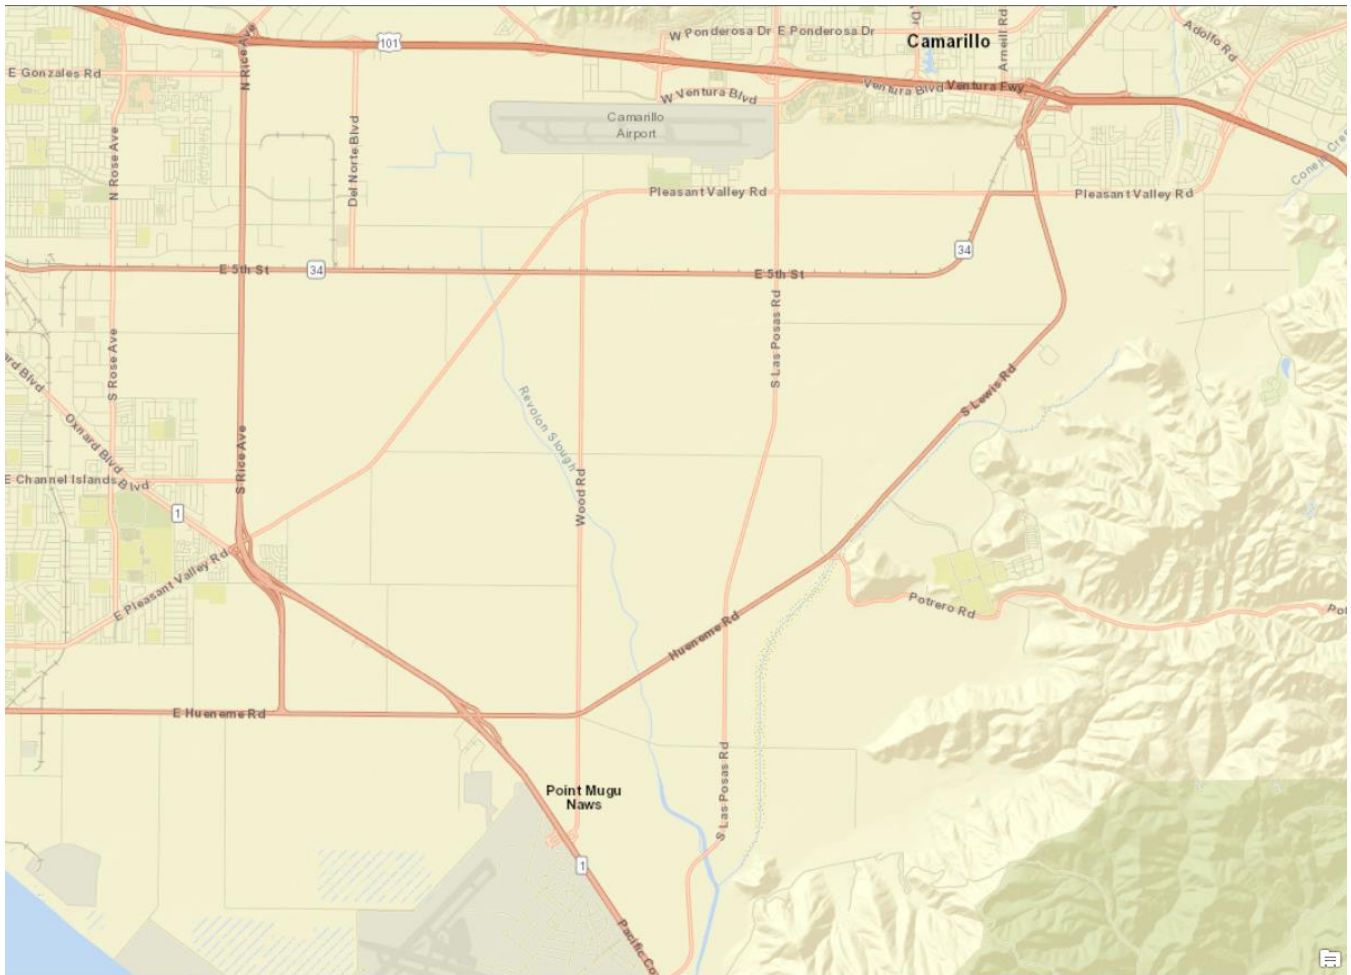 W Ponderosa Dr
E Ponderosa Dr
Camarillo
Arneill Rd
Adolfo Rd
101
N Rice Ave
E Gonzales Rd
Ventura Blvd
Ventura Fwy
W Ventura Blvd
Camarillo
Airport
Del Norte Blvd
N Rose Ave
Pleasant Valley Rd
Pleasant Valley Rd
34
E 5th St
34
E 5th St
S Las Posas Rd
S Rose Ave
S Lewis Rd
Revolon Slough
Oxnard Blvd
S Rice Ave
E Channel Islands Blvd
Wood Rd
1
E Pleasant Valley Rd
Potrero Rd
Hueneme Rd
E Hueneme Rd
S Las Posas Rd
Point Mugu
Naws
1